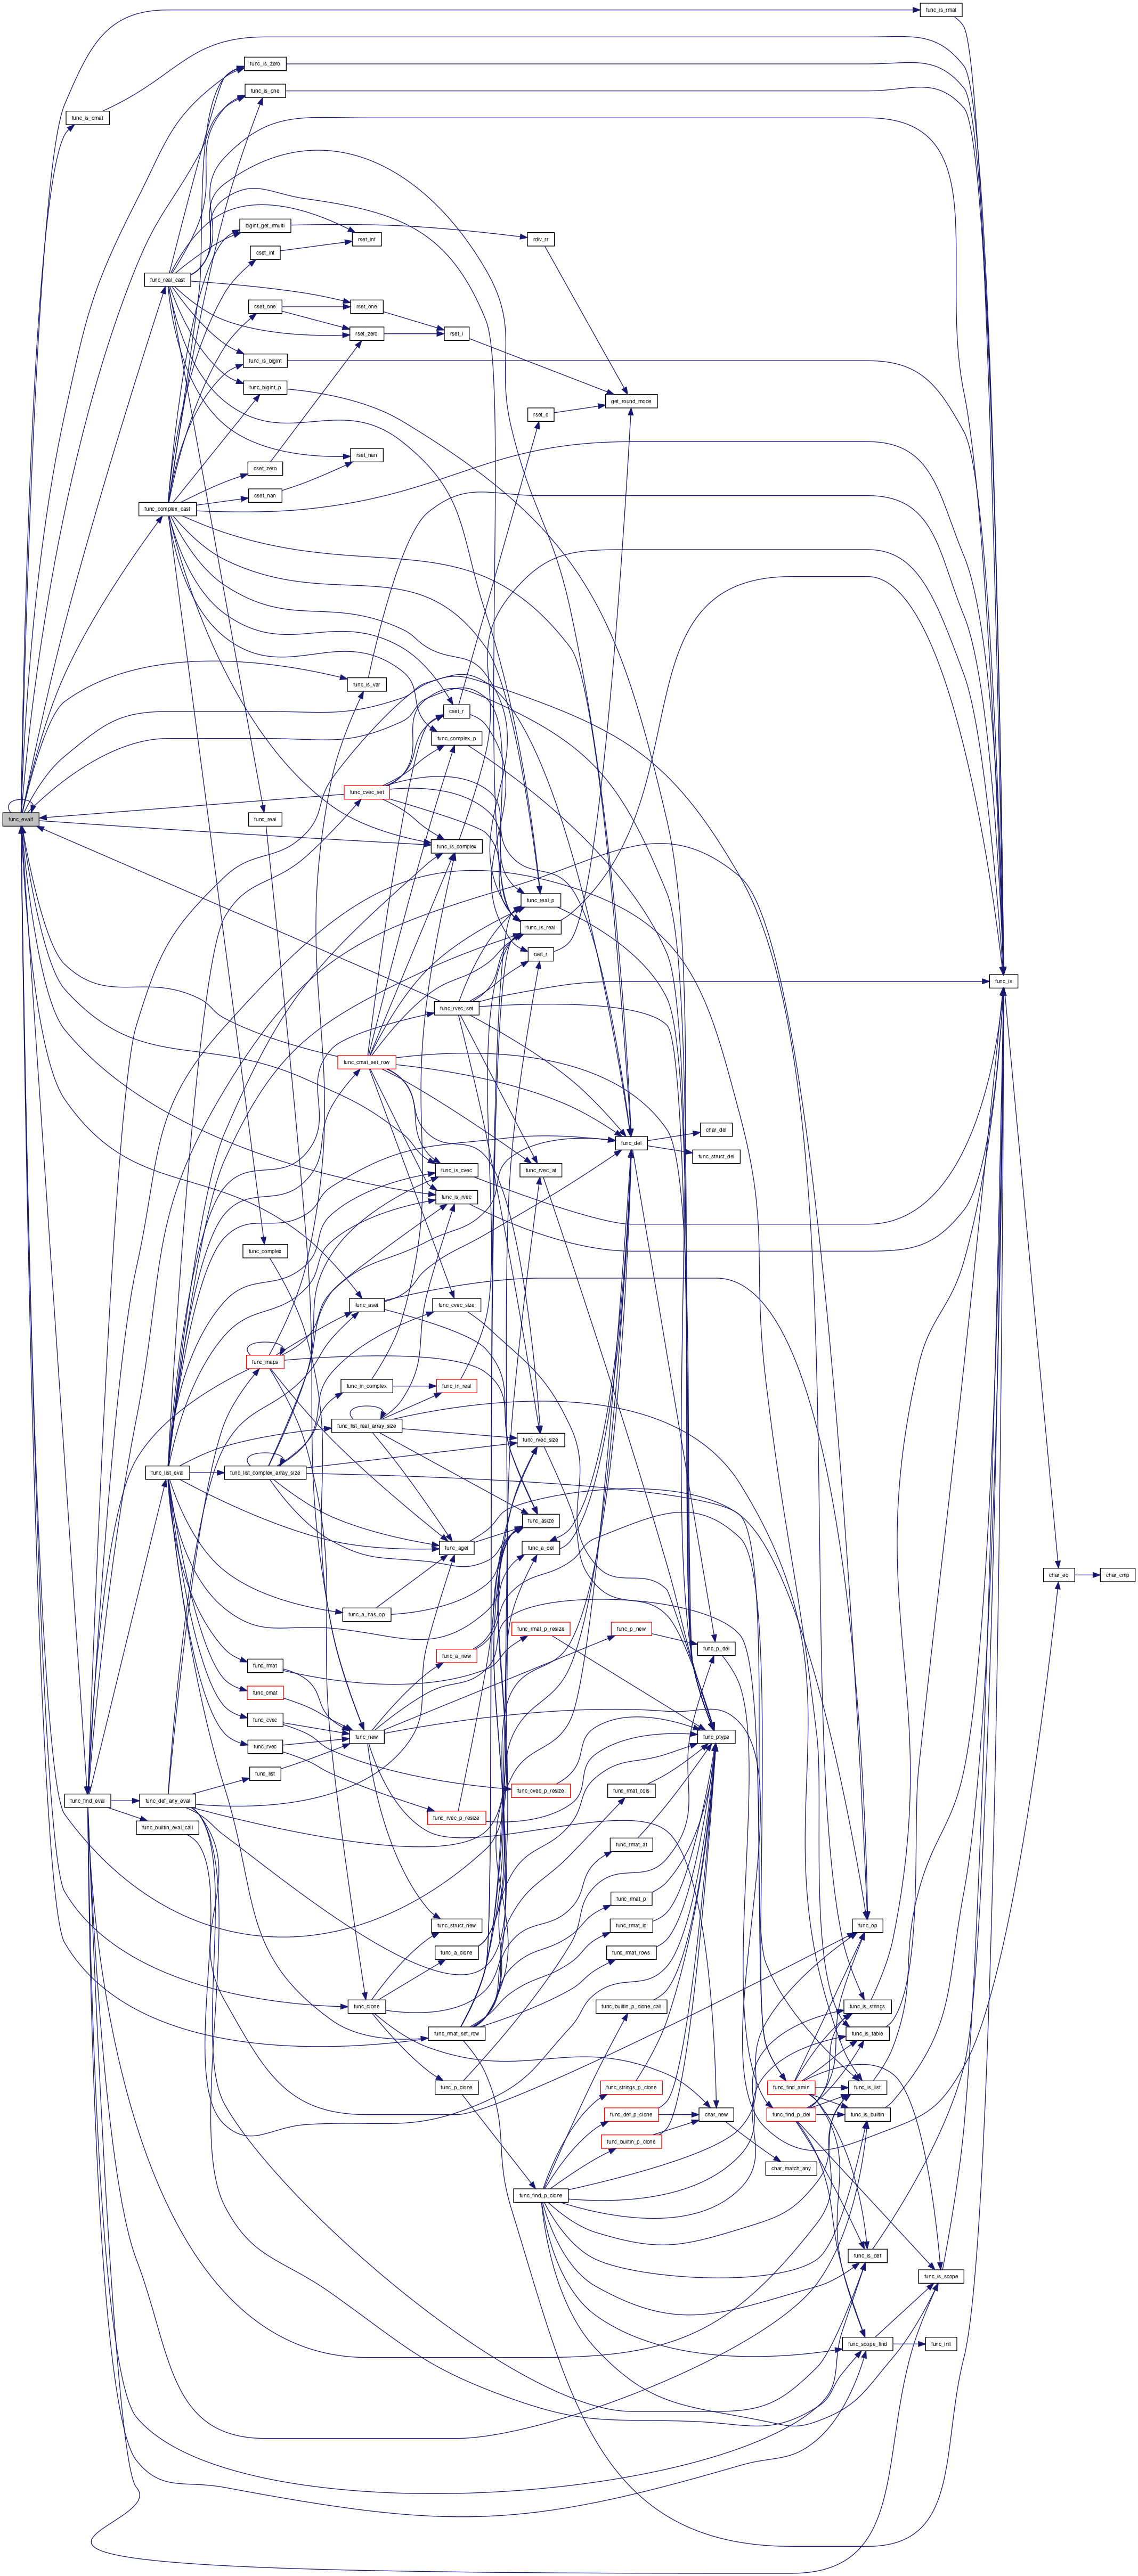 func_is_rmat
func_is_zero
func_is_one
func_is_cmat
bigint_get_rmulti
rset_inf
rdiv_rr
cset_inf
func_real_cast
cset_one
rset_one
rset_zero
rset_i
func_is_bigint
func_bigint_p
get_round_mode
rset_d
rset_nan
cset_zero
cset_nan
func_complex_cast
func_is_var
cset_r
func_complex_p
func_cvec_set
func_evalf
func_real
func_is_complex
func_real_p
func_is_real
rset_r
func_is
func_rvec_set
func_cmat_set_row
char_eq
char_cmp
char_del
func_del
func_struct_del
func_is_cvec
func_rvec_at
func_is_rvec
func_complex
func_aset
func_cvec_size
func_maps
func_in_complex
func_in_real
func_list_real_array_size
func_rvec_size
func_list_eval
func_list_complex_array_size
func_asize
func_aget
func_a_del
func_a_has_op
func_rmat_p_resize
func_p_new
func_p_del
func_a_new
func_rmat
func_cmat
func_cvec
func_new
func_ptype
func_rvec
func_list
func_cvec_p_resize
func_rmat_cols
func_find_eval
func_def_any_eval
func_builtin_eval_call
func_rvec_p_resize
func_rmat_at
func_rmat_p
func_struct_new
func_rmat_id
func_op
func_a_clone
func_rmat_rows
func_clone
func_builtin_p_clone_call
func_is_strings
func_rmat_set_row
func_is_table
func_p_clone
func_strings_p_clone
func_find_amin
func_is_list
func_def_p_clone
char_new
func_find_p_del
func_is_builtin
func_builtin_p_clone
char_match_any
func_find_p_clone
func_is_def
func_is_scope
func_scope_find
func_init